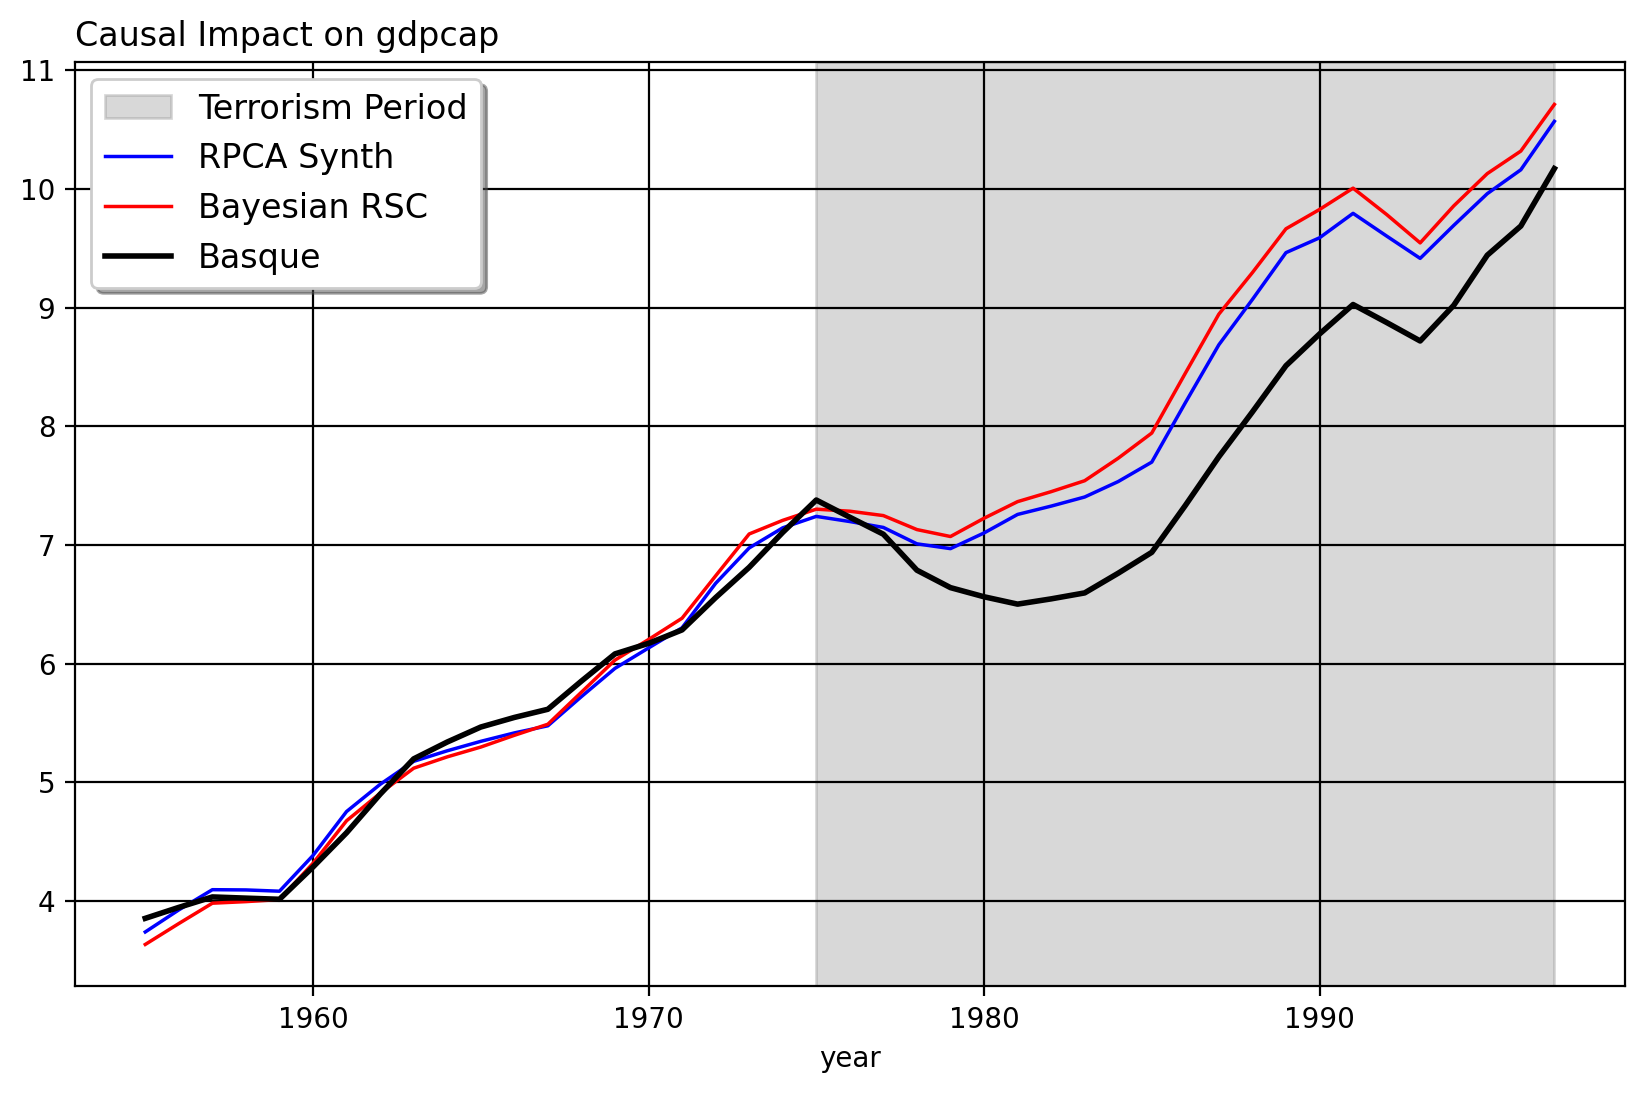 Causal Impact on gdpcap
11
10
9
8
7
6
5
4
Terrorism Period
RPCA Synth
Bayesian RSC
Basque
1960 1970 1980 1990
year